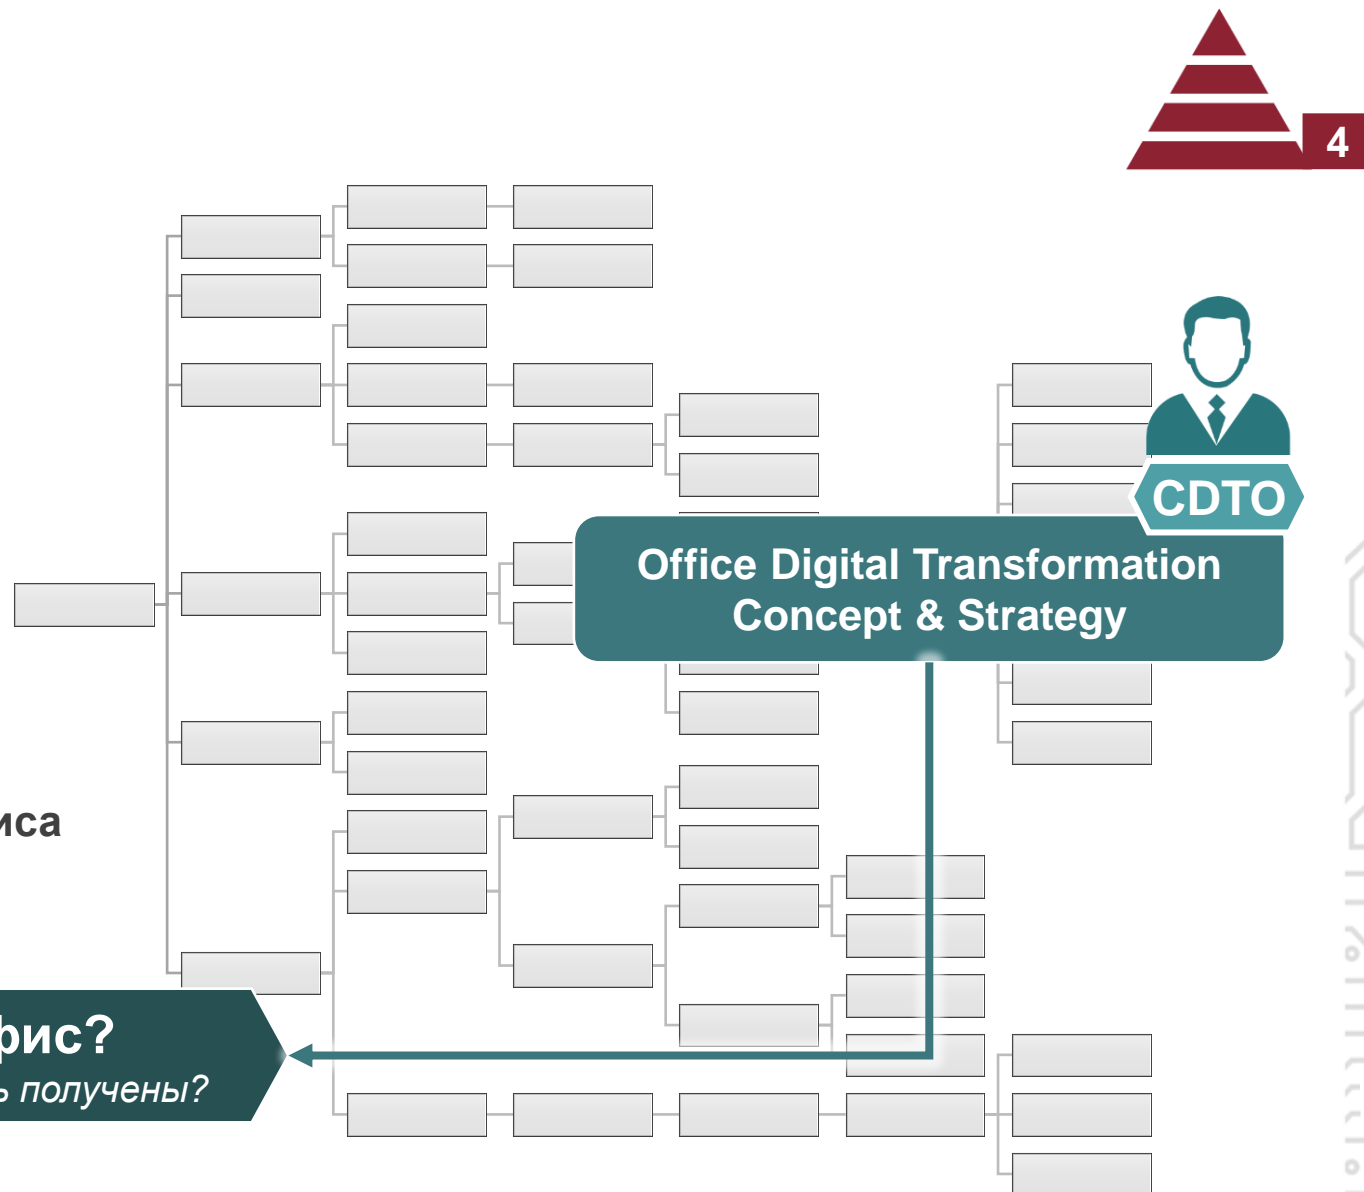 4
CDTO
Office Digital Transformation
Concept & Strategy
иса
фис?
ь получены?